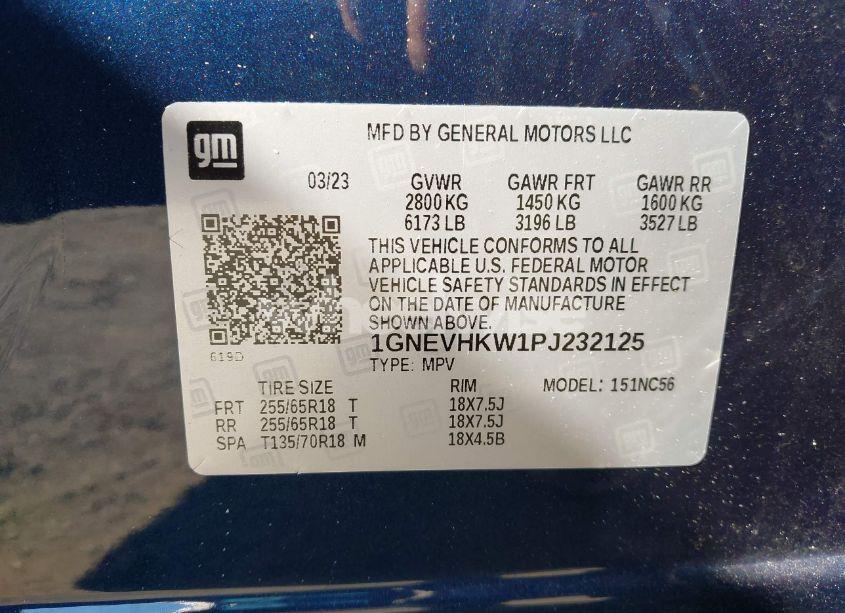 gm
MFD BY GENERAL MOTORS LLC
03/23 GVWR GAWR FRT GAWR RR
2800 KG 1450 KG 1600 KG
6173 LB 3196 LB 3527 LB
THIS VEHICLE CONFORMS TO ALL
APPLICABLE U.S. FEDERAL MOTOR
VEHICLE SAFETY STANDARDS IN EFFECT
ON THE DATE OF MANUFACTURE
SHOWN ABOVE.
619D
1GNEVHKW1PJ232125
TYPE: MPV
TIRE SIZE RIM MODEL: 151NC56
FRT 255/65R18 T 18X7.5J
RR 255/65R18 T 18X7.5J
SPA T135/70R18 M 18X4.5B